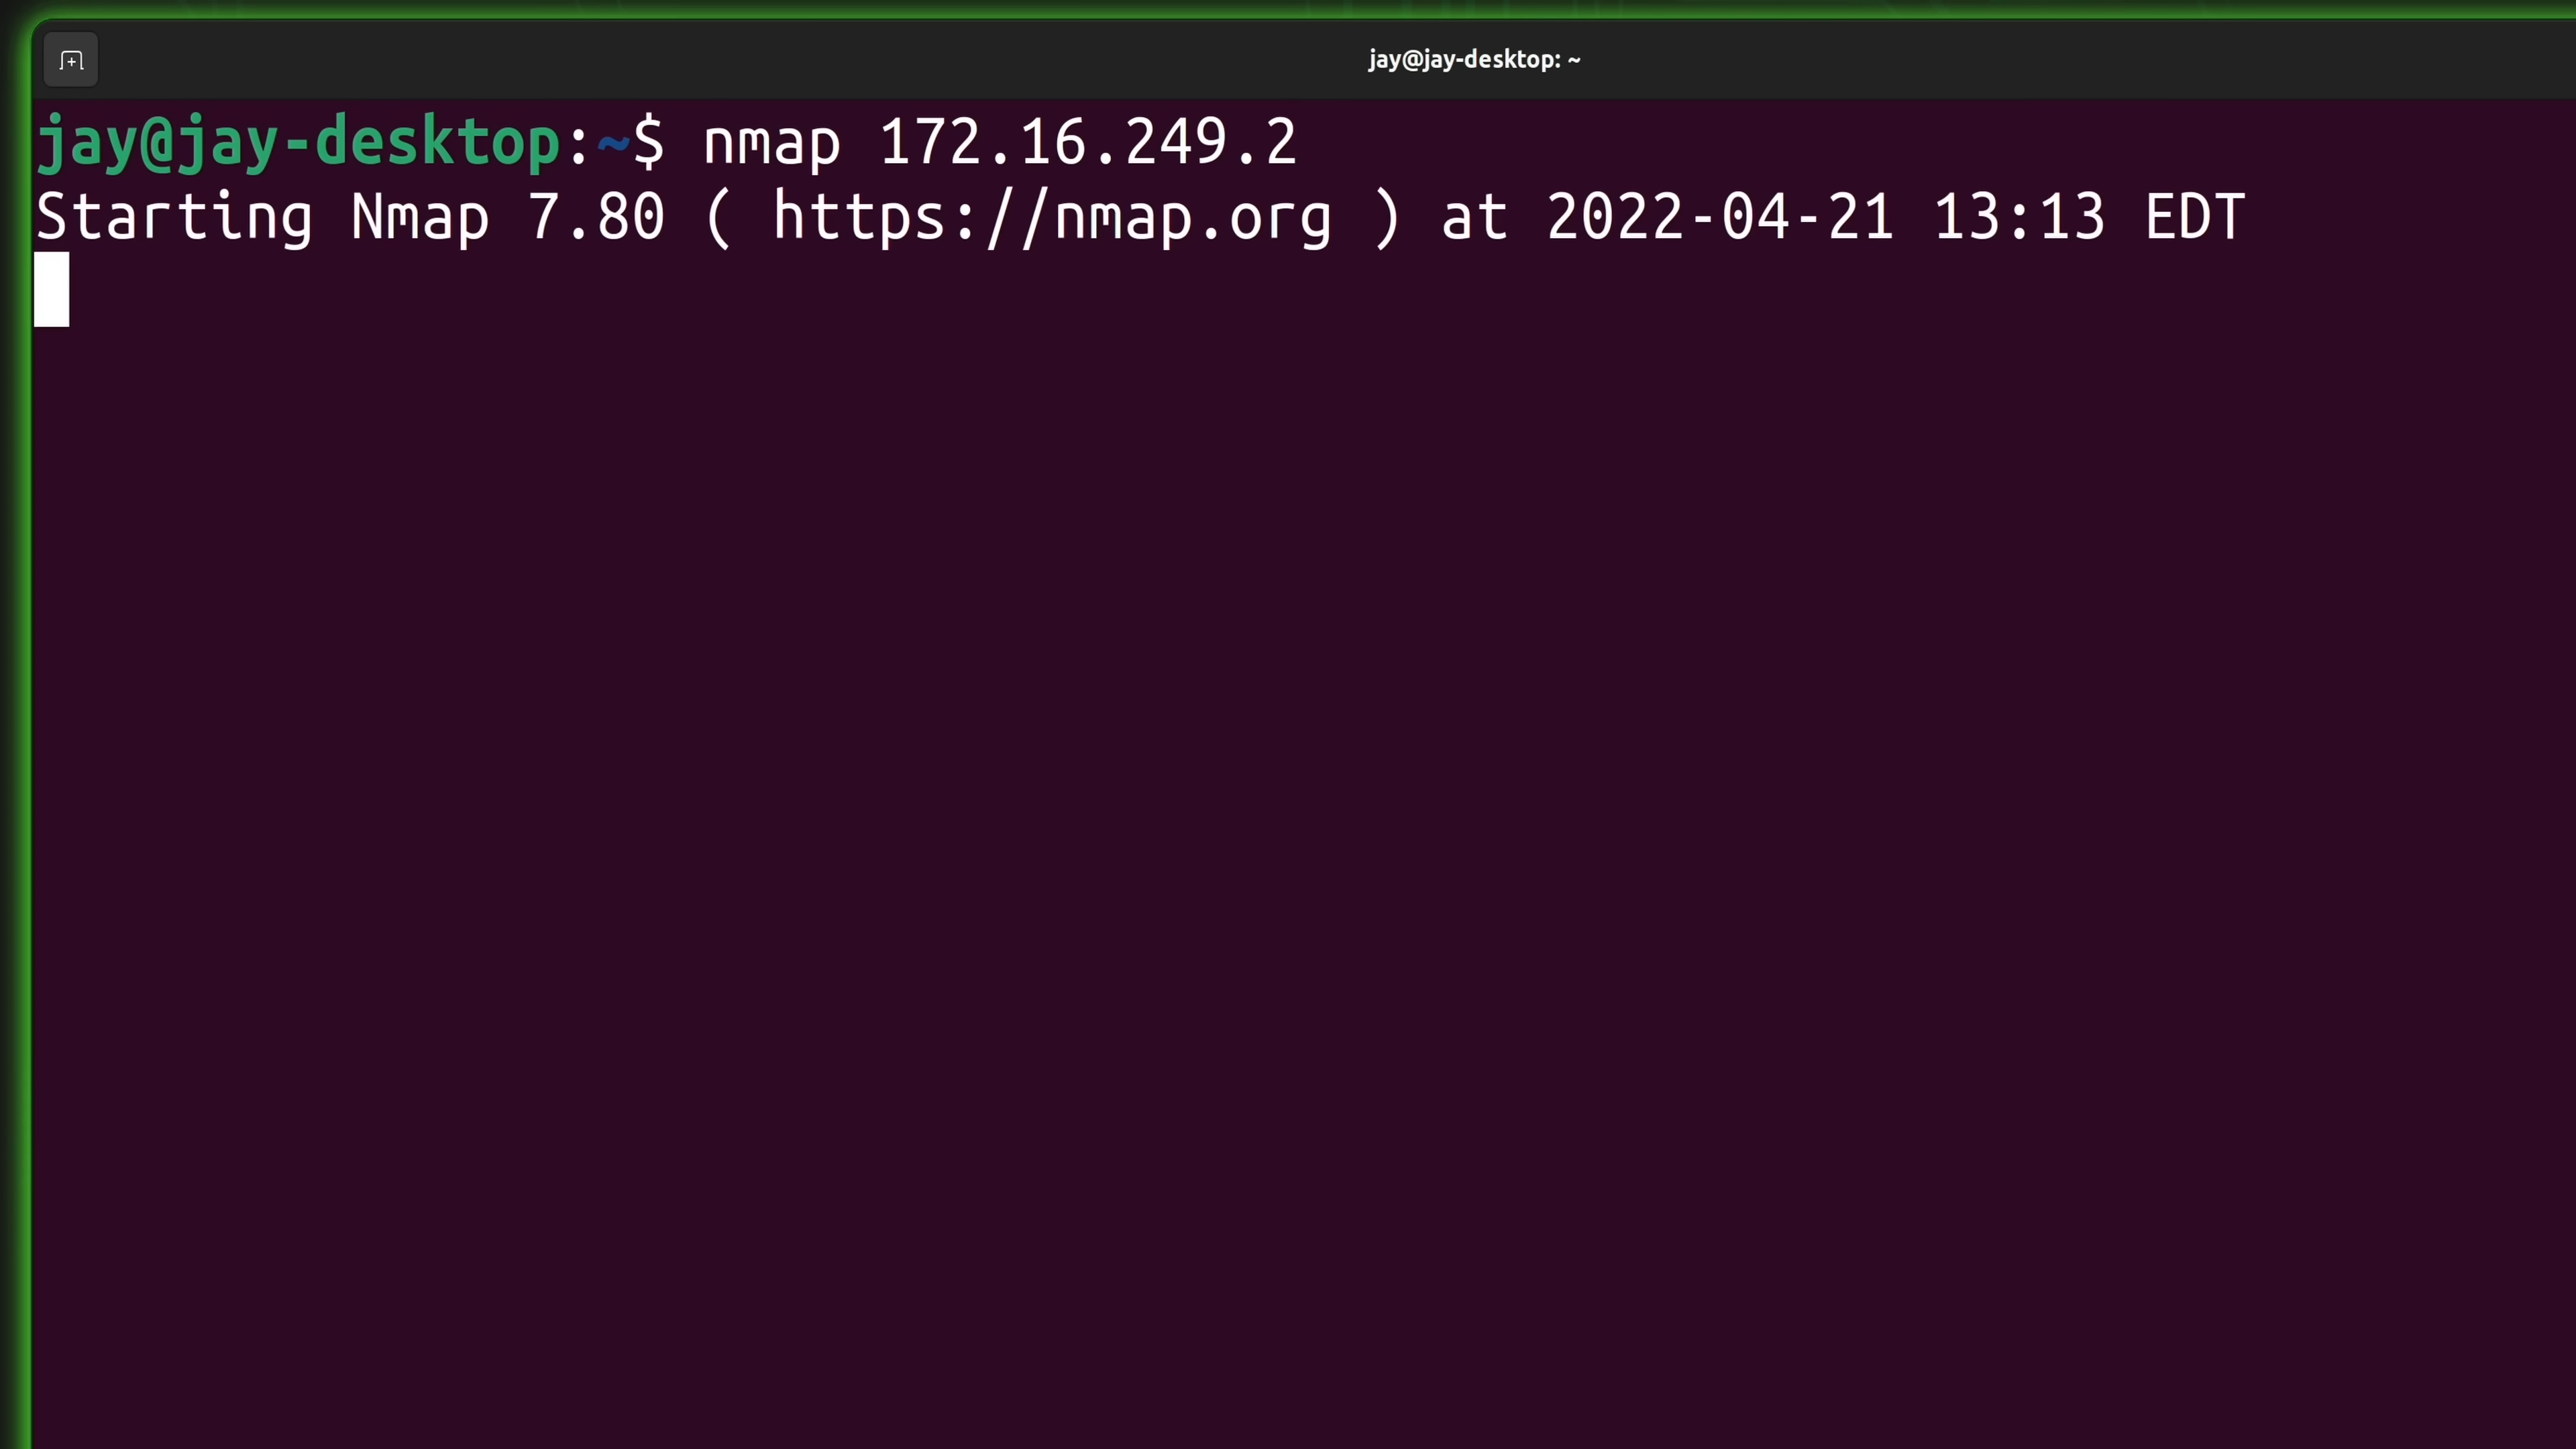 jay@jay-desktop: ~
jay@jay-desktop:~$ nmap 172.16.249.2
Starting Nmap 7.80 ( https://nmap.org ) at 2022-04-21 13:13 EDT